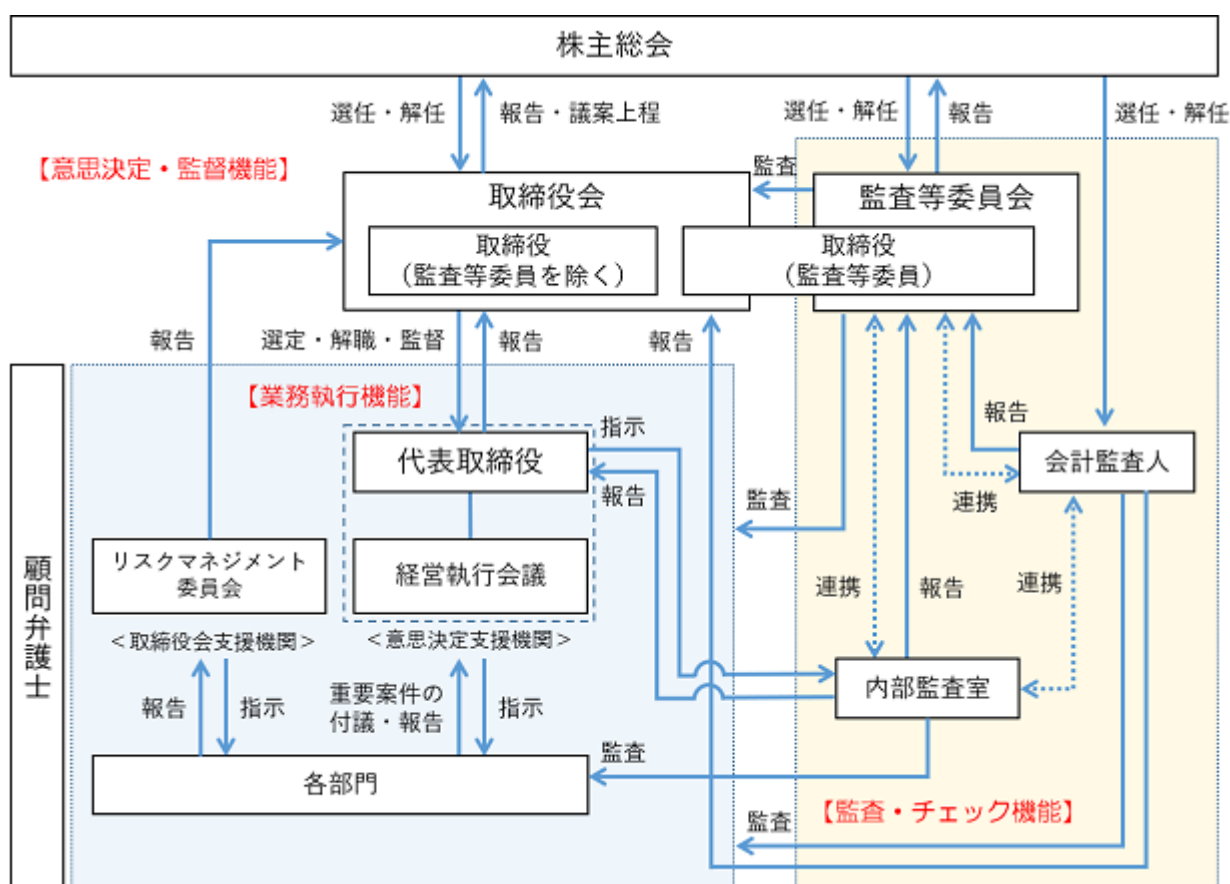 株主総会
選任・解任
報告・議案上程
選任・解任
報告
選任・解任
【意思決定・監督機能】
監査
取締役会
監査等委員会
取締役
（監査等委員を除く）
取締役
（監査等委員）
報告
選定・解職・監督
報告
報告
【業務執行機能】
指示
報告
代表取締役
報告
会計監査人
監査
連携
顧問弁護士
リスクマネジメント
委員会
経営執行会議
連携
報告
連携
＜取締役会支援機関＞
＜意思決定支援機関＞
内部監査室
報告
指示
重要案件の
付議・報告
指示
監査
各部門
【監査・チェック機能】
監査